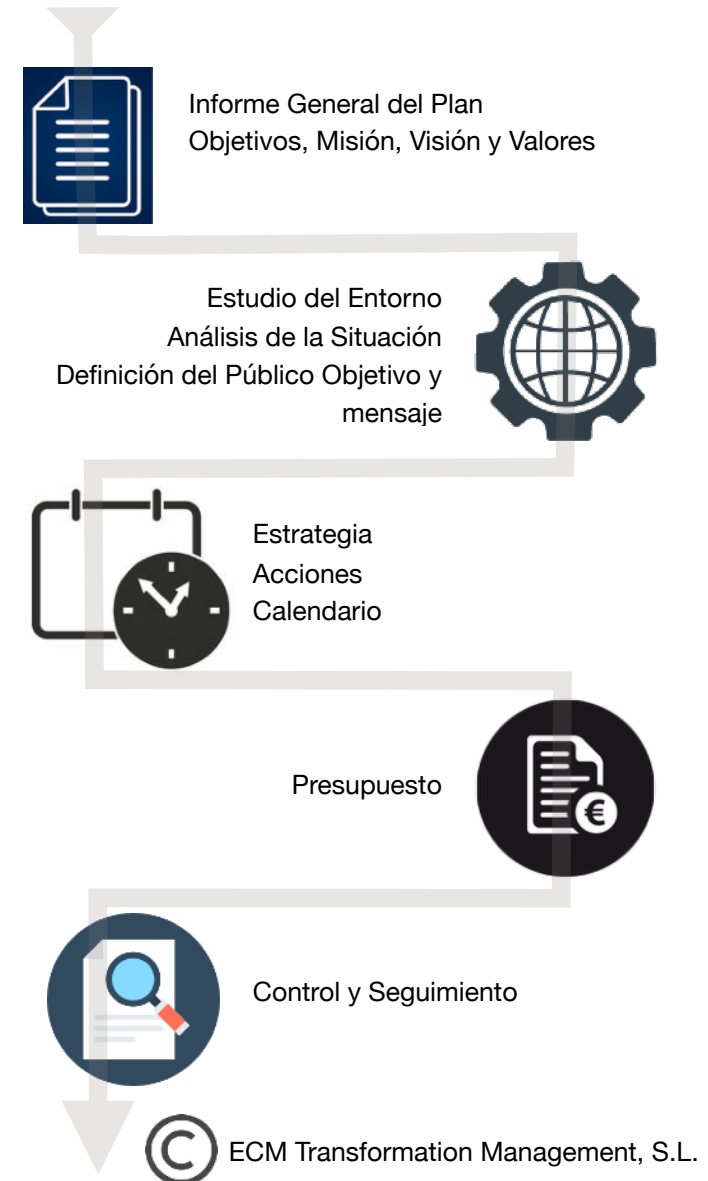 Informe General del Plan
Objetivos, Misión, Visión y Valores
Estudio del Entorno
Análisis de la Situación
Definición del Público Objetivo y
mensaje
Estrategia
Acciones
Calendario
Presupuesto
€
Control y Seguimiento
© ECM Transformation Management, S.L.